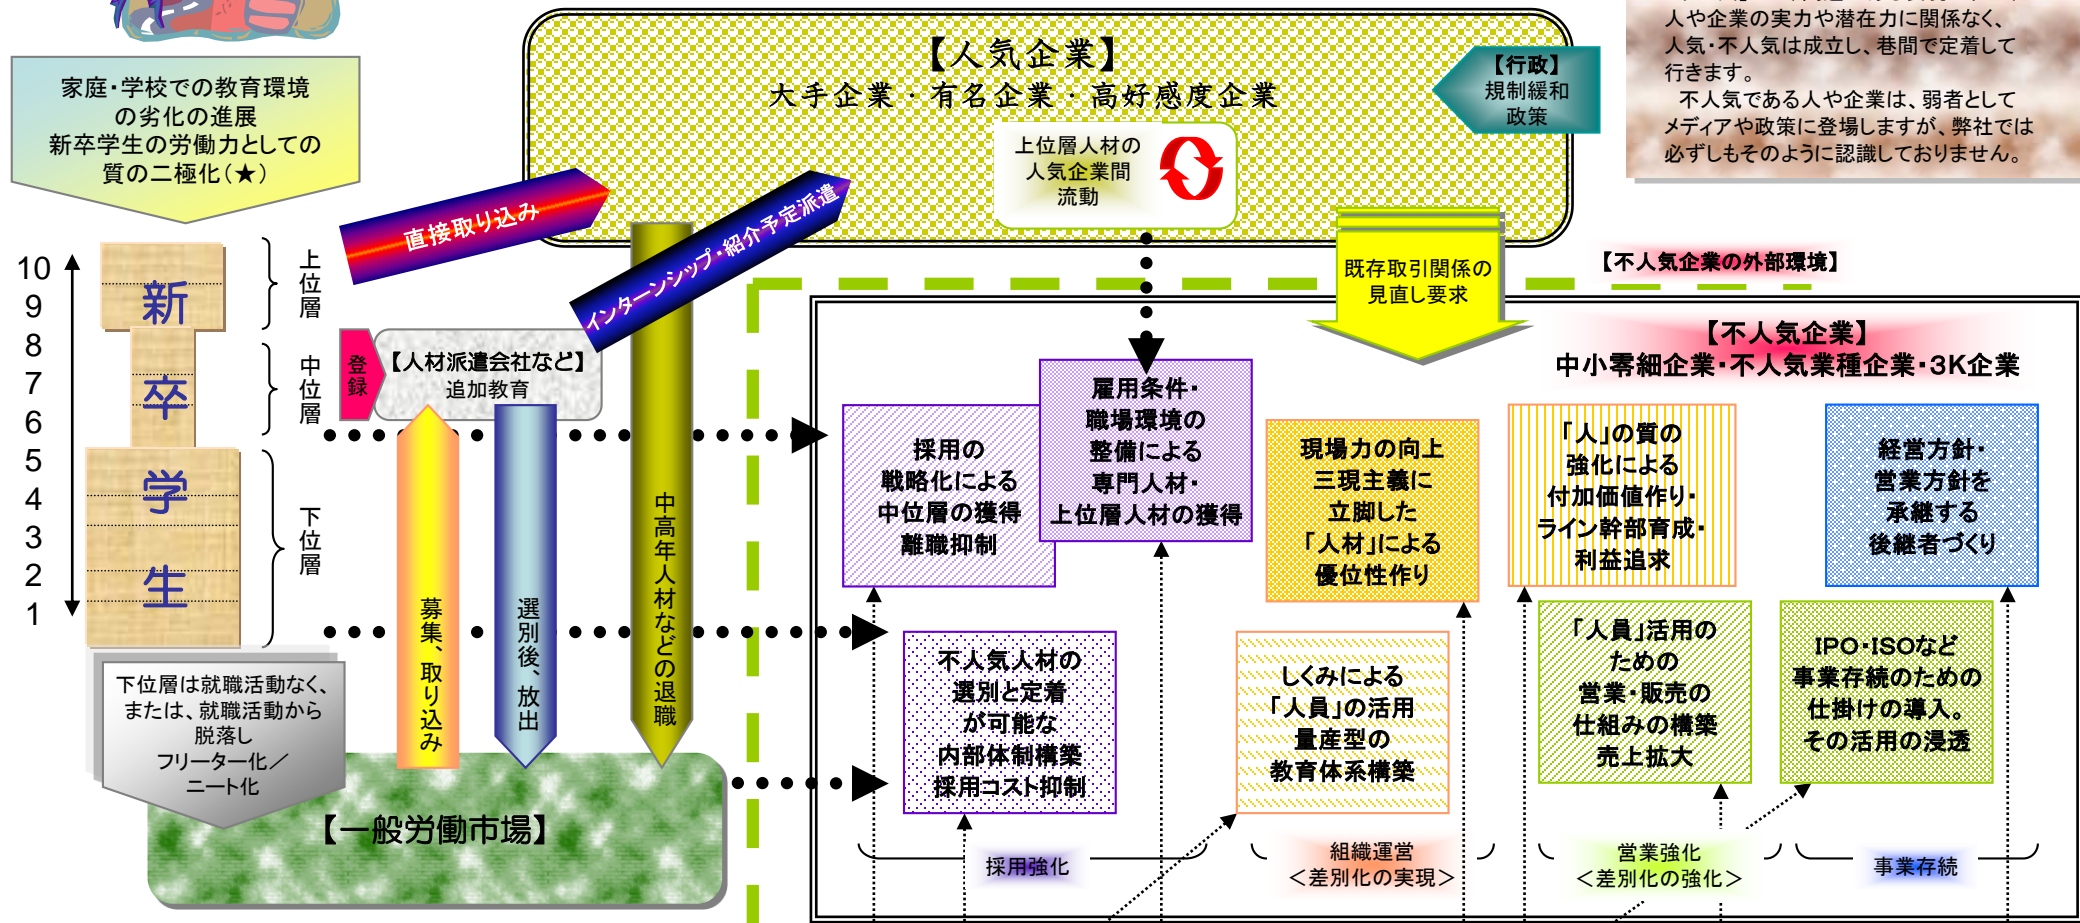 人や企業の実力や潜在力に関係なく、
人気・不人気は成立し、巷間で定着して
行きます。
不人気である人や企業は、弱者として
メディアや政策に登場しますが、弊社では
必ずしもそのように認識しておりません。
【人気企業】
大手企業・有名企業・高好感度企業
【行政】
規制緩和
政策
家庭・学校での教育環境
の劣化の進展
新卒学生の労働力としての
質の二極化(★)
上位層人材の
人気企業間
流動
直接取り込み
インターンシップ・紹介予定派遣
既存取引関係の
見直し要求
【不人気企業の外部環境】
10
9
8
7
6
5
4
3
2
1
新
卒
学
生
上位層
中位層
下位層
登録
【人材派遣会社など】
追加教育
募集、取り込み
選別後、放出
中高年人材などの退職
下位層は就職活動なく、
または、就職活動から
脱落し
フリーター化/
ニート化
【一般労働市場】
【不人気企業】
中小零細企業・不人気業種企業・3K企業
採用の
戦略化による
中位層の獲得
離職抑制
雇用条件・
職場環境の
整備による
専門人材・
上位層人材の獲得
現場力の向上
三現主義に
立脚した
「人材」による
優位性作り
「人」の質の
強化による
付加価値作り・
ライン幹部育成・
利益追求
経営方針・
営業方針を
承継する
後継者づくり
不人気人材の
選別と定着
が可能な
内部体制構築
採用コスト抑制
しくみによる
「人員」の活用
量産型の
教育体系構築
「人員」活用の
ための
営業・販売の
仕組みの構築
売上拡大
IPO・ISOなど
事業存続のための
仕掛けの導入。
その活用の浸透
採用強化
組織運営
<差別化の実現>
営業強化
<差別化の強化>
事業存続